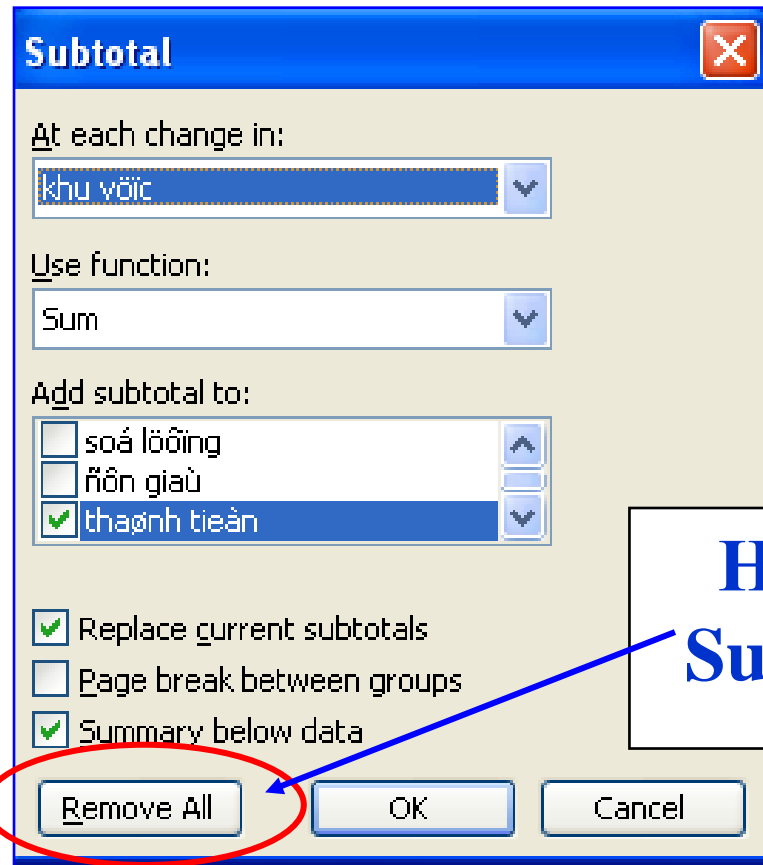 Subtotal
At each change in:
khu vöïc
Use function:
Sum
Add subtotal to:
soá löôïng
ñôn giaù
thaønh tieàn
Replace current subtotals
Page break between groups
Summary below data
Remove All
OK
Cancel